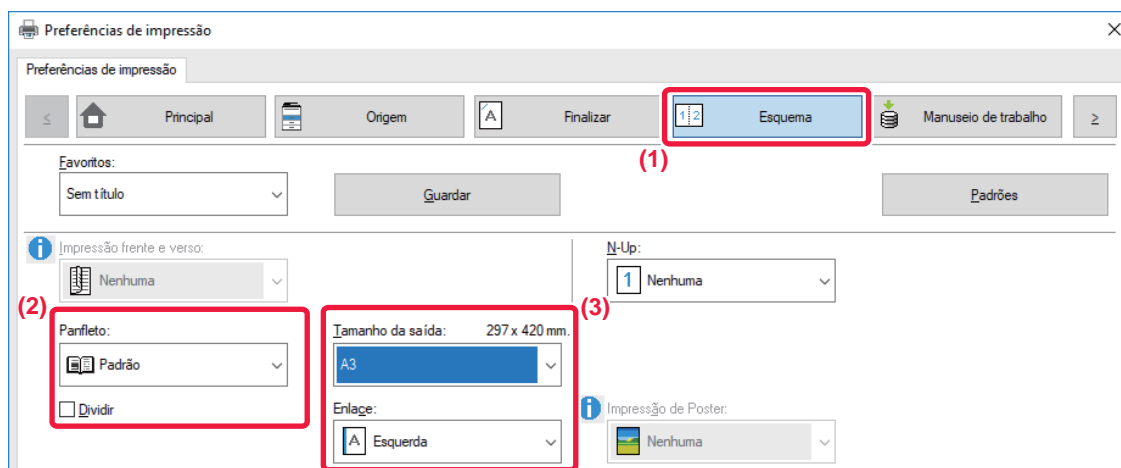 Preferências de impressão
Preferências de impressão
< Principal Origem A Finalizar 1 2 Esquema Manuseio de trabalho >
(1)
Favoritos:
Sem título Guardar Padrões
Impressão frente e verso: N-Up:
Nenhuma 1 Nenhuma
(2) (3)
Panfleto: Tamanho da saída: 297 x 420 mm.
Padrão A3
Dividir Enlace: Impressão de Poster:
A Esquerda Nenhuma